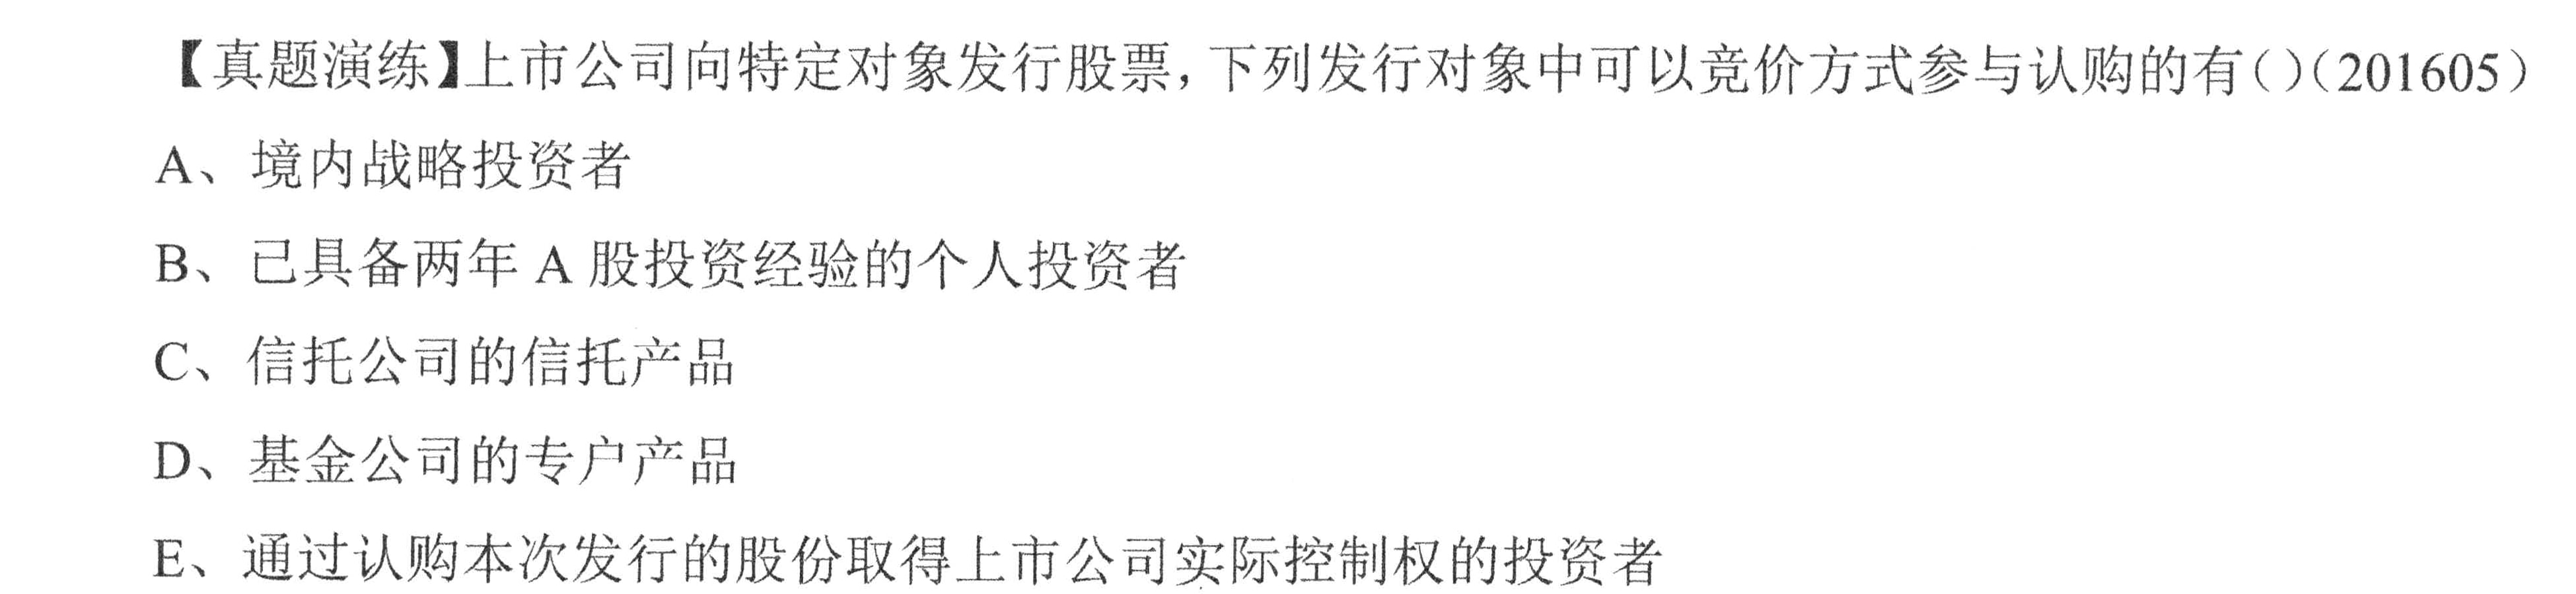 【真题演练】上市公司向特定对象发行股票，下列发行对象中可以竞价方式参与认购的有（）（201605）
A、境内战略投资者
B、已具备两年 A 股投资经验的个人投资者
C、信托公司的信托产品
D、基金公司的专户产品
E、通过认购本次发行的股份取得上市公司实际控制权的投资者